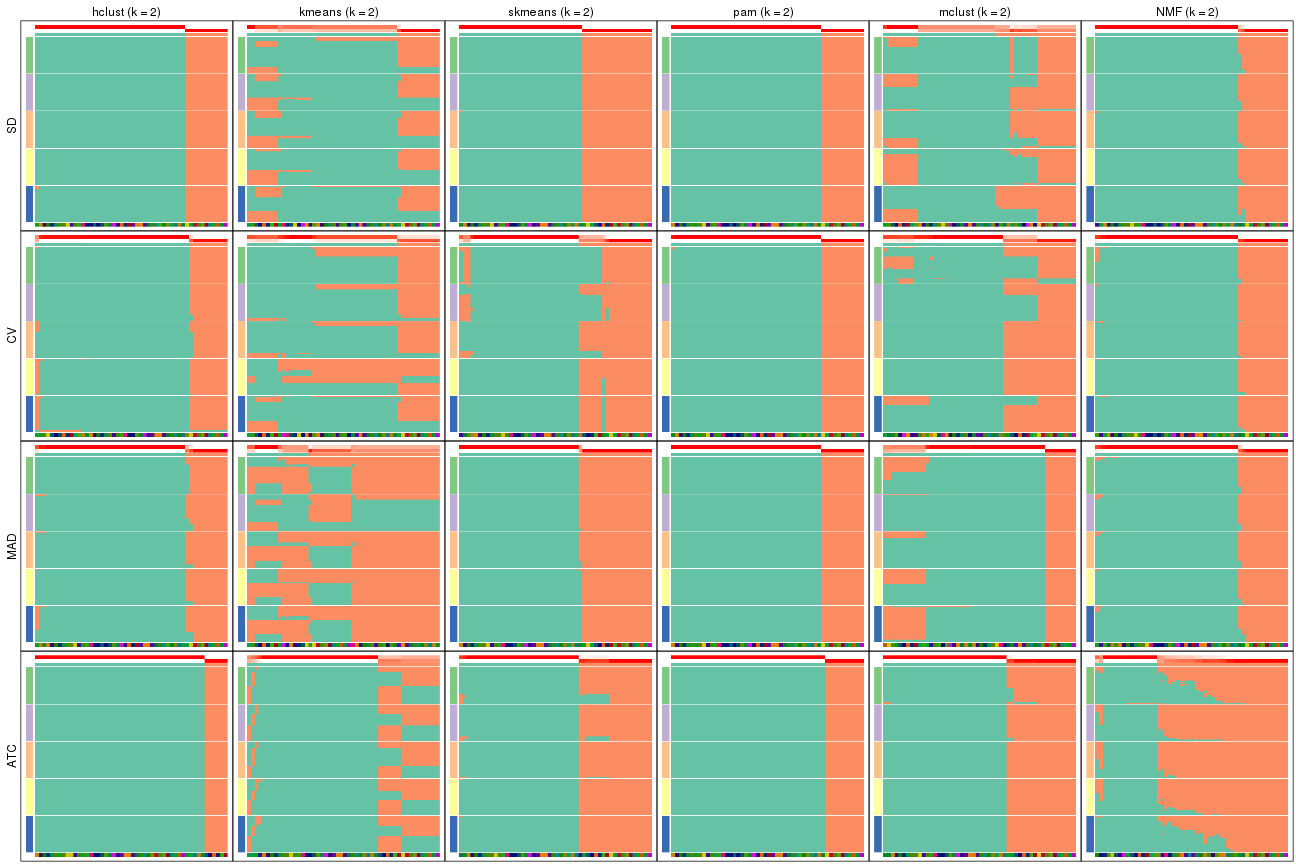 hclust (k = 2) kmeans (k = 2) skmeans (k = 2) pam (k = 2) mclust (k = 2) NMF (k = 2)
SD
CV
MAD
ATC